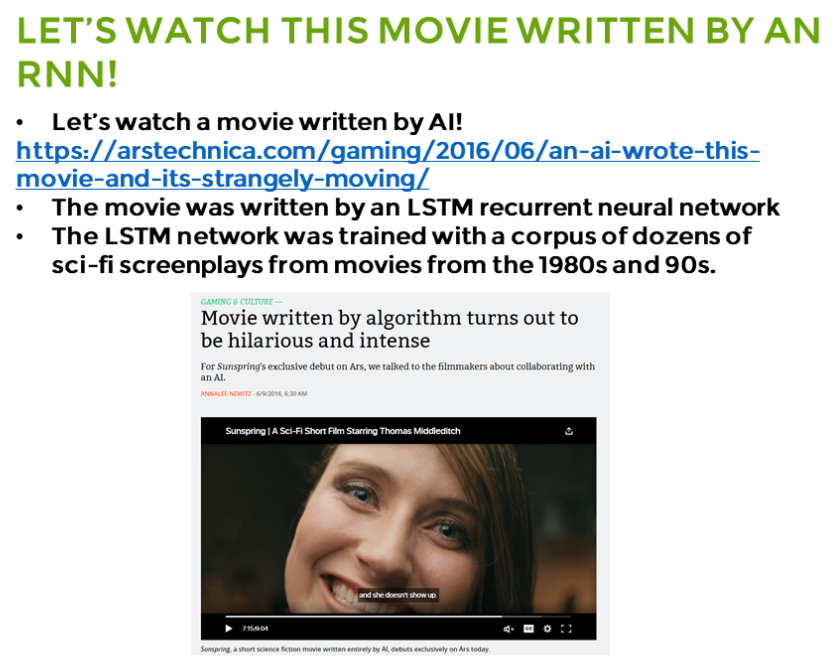 LET'S WATCH THIS MOVIE WRITTEN BY AN
RNN!
• Let's watch a movie written by AI!
https://arstechnica.com/gaming/2016/06/an-ai-wrote-this-
movie-and-its-strangely-moving/
• The movie was written by an LSTM recurrent neural network
• The LSTM network was trained with a corpus of dozens of
sci-fi screenplays from movies from the 1980s and 90s.
GAMING & CULTURE —
Movie written by algorithm turns out to
be hilarious and intense
For Sunspring's exclusive debut on Ars, we talked to the filmmakers about collaborating with
an AI.
ANNALEE NEWITZ - 6/9/2016, 6:30 AM
Sunspring | A Sci-Fi Short Film Starring Thomas Middleditch
and she doesn't show up.
7:15/9:04
CC
Sunspring, a short science fiction movie written entirely by AI, debuts exclusively on Ars today.